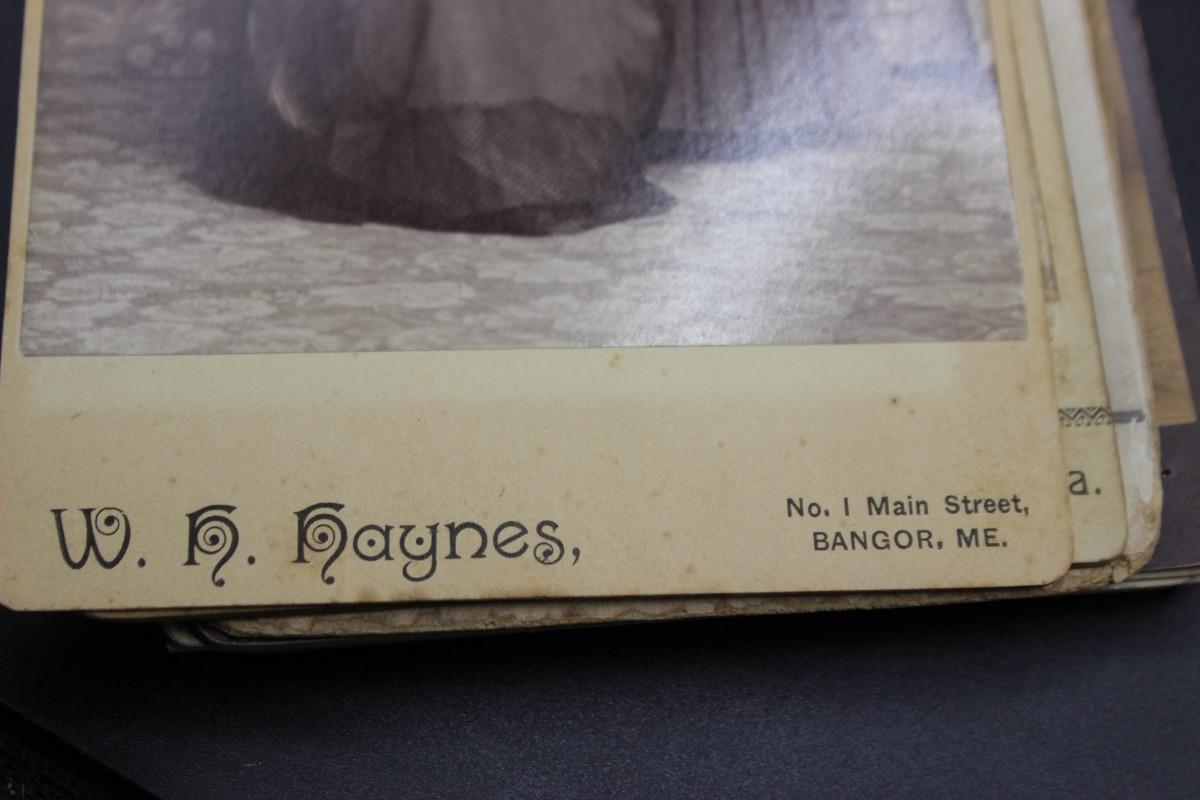 W. H. Haynes,
No. 1 Main Street,
BANGOR, ME.
a.